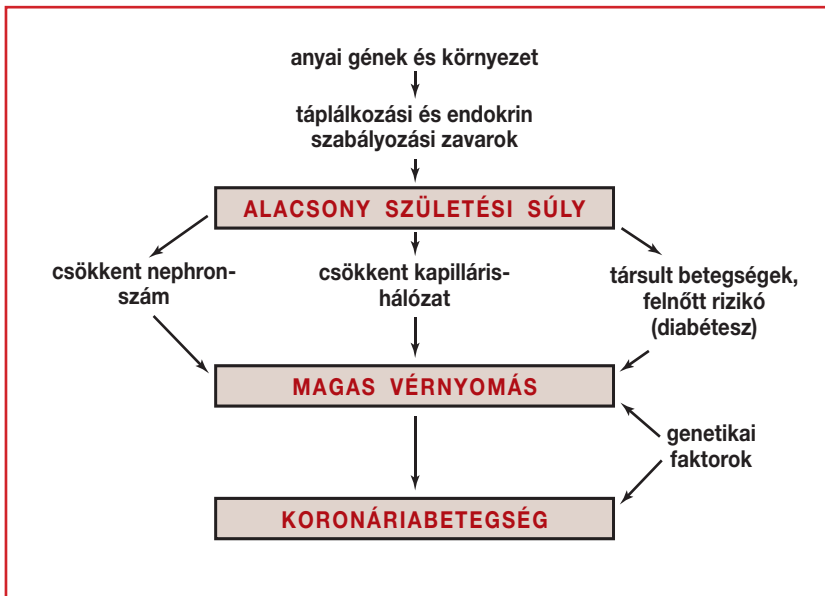 anyai gének és környezet
táplálkozási és endokrin
szabályozási zavarok
ALACSONY SZÜLETÉSI SÚLY
csökkent nephron-
szám
csökkent kapilláris-
hálózat
társult betegségek,
felnőtt rizikó
(diabétesz)
MAGAS VÉRNYOMÁS
genetikai
faktorok
KORONÁRIABETEGSÉG